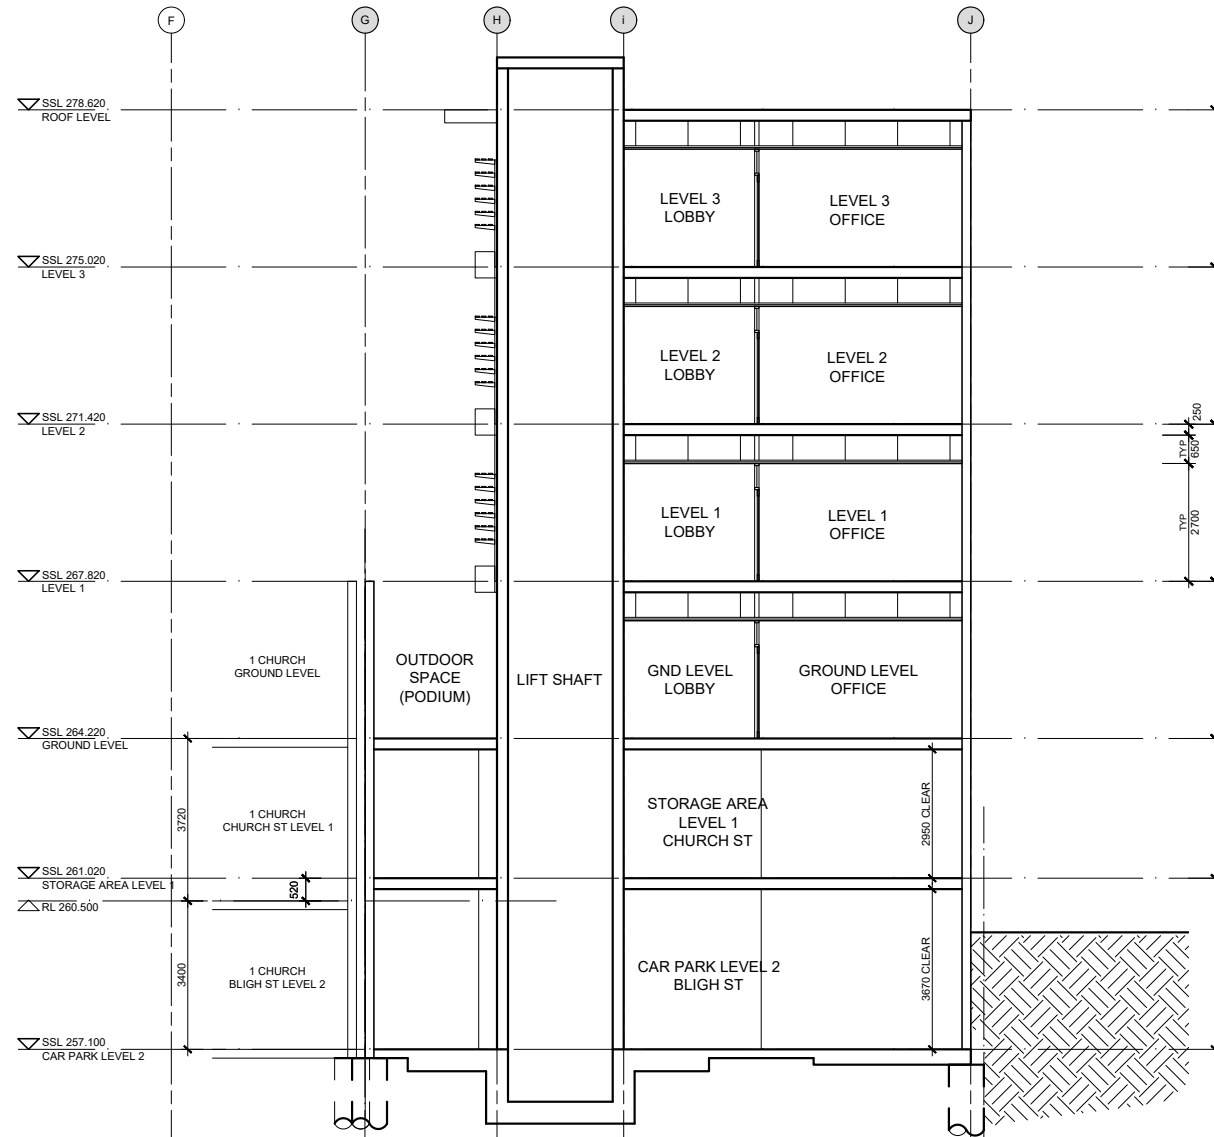 F
G
H
i
J
SSL 278.620
ROOF LEVEL
LEVEL 3
LOBBY
LEVEL 3
OFFICE
SSL 275.020
LEVEL 3
LEVEL 2
LOBBY
LEVEL 2
OFFICE
SSL 271.420
LEVEL 2
250
TYP
650
LEVEL 1
LOBBY
LEVEL 1
OFFICE
TYP
2700
SSL 267.820
LEVEL 1
1 CHURCH
GROUND LEVEL
OUTDOOR
SPACE
(PODIUM)
LIFT SHAFT
GND LEVEL
LOBBY
GROUND LEVEL
OFFICE
SSL 264.220
GROUND LEVEL
3720
1 CHURCH
CHURCH ST LEVEL 1
STORAGE AREA
LEVEL 1
CHURCH ST
2950 CLEAR
SSL 261.020
STORAGE AREA LEVEL 1
520
RL 260.500
3400
1 CHURCH
BLIGH ST LEVEL 2
CAR PARK LEVEL 2
BLIGH ST
3670 CLEAR
SSL 257.100
CAR PARK LEVEL 2